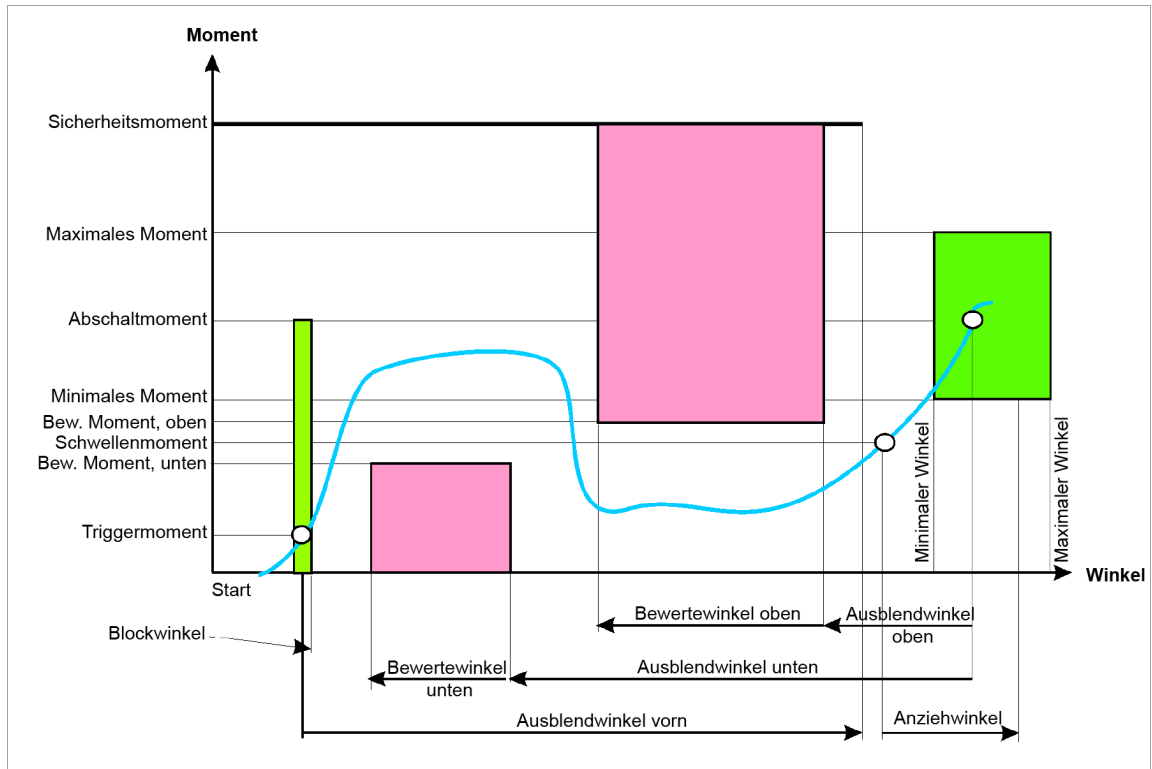 Moment
Sicherheitsmoment
Maximales Moment
Abschaltmoment
Minimales Moment
Bew. Moment, oben
Schwellenmoment
Bew. Moment, unten
Triggermoment
Start
Minimaler Winkel
Maximaler Winkel
Winkel
Blockwinkel
Bewertewinkel oben
Ausblendwinkel
oben
Bewertewinkel
unten
Ausblendwinkel unten
Ausblendwinkel vorn
Anziehwinkel